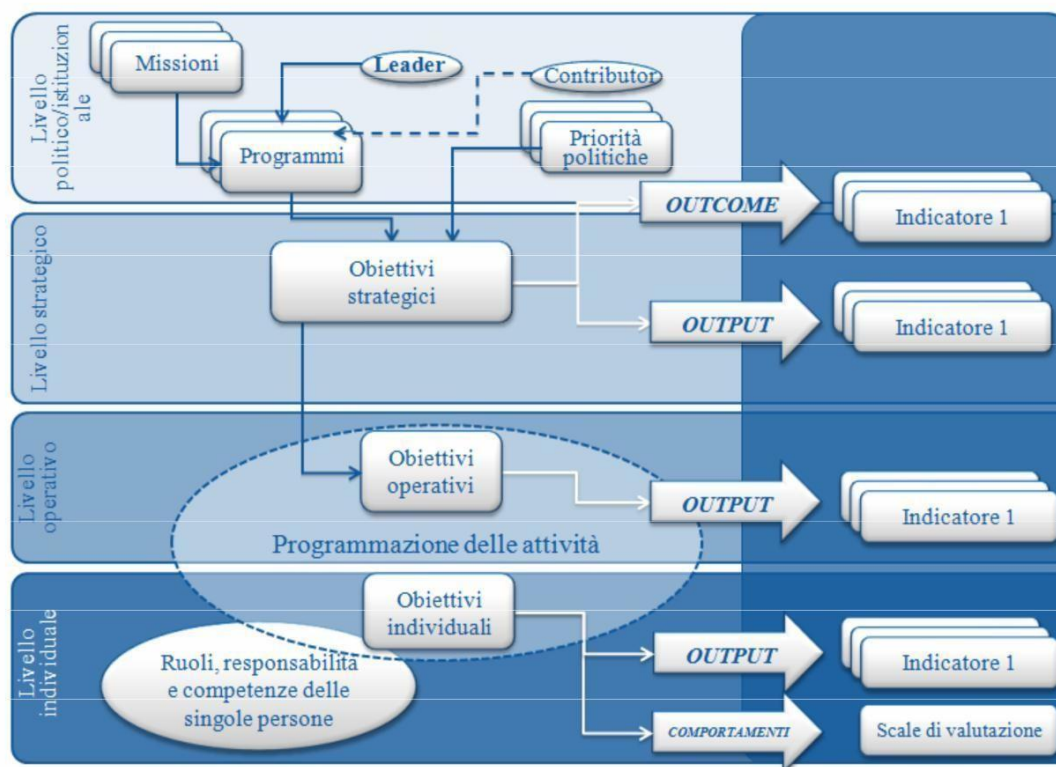 Livello
politico/istituzion
ale
Missioni
Leader
Contributor
Programmi
Priorità
politiche
OUTCOME
Indicatore 1
Livello strategico
Obiettivi
strategici
OUTPUT
Indicatore 1
Livello
operativo
Obiettivi
operativi
OUTPUT
Indicatore 1
Programmazione delle attività
Livello
individuale
Obiettivi
individuali
Ruoli, responsabilità
e competenze delle
singole persone
OUTPUT
Indicatore 1
COMPORTAMENTI
Scale di valutazione